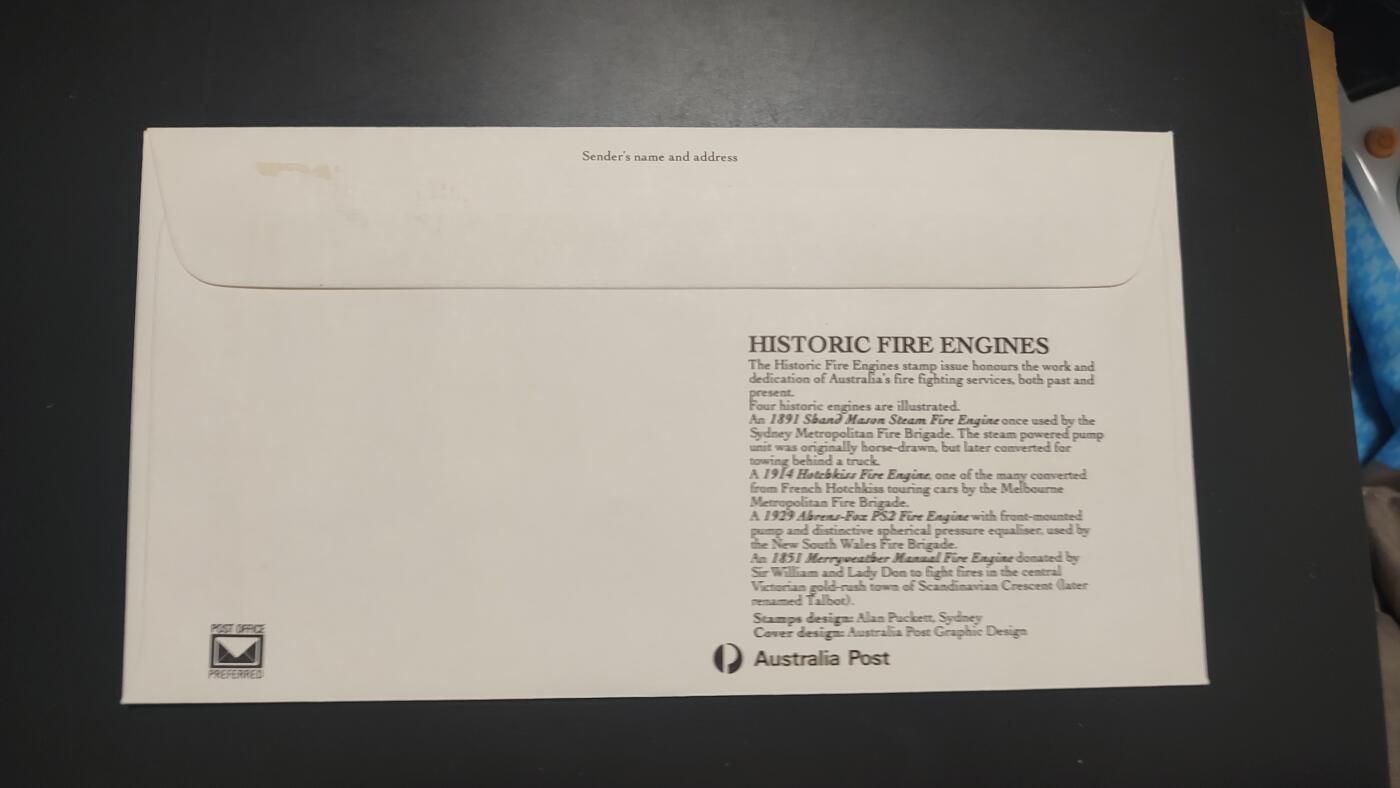 Sender's name and address
HISTORIC FIRE ENGINES
The Historic Fire Engines stamp issue honours the work and
dedication of Australia's fire fighting services, both past and
present.
Four historic engines are illustrated.
An 1891 Shand Mason Steam Fire Engine once used by the
Sydney Metropolitan Fire Brigade. The steam powered pump
unit was originally horse-drawn, but later converted for
towing behind a truck.
A 1914 Hotchkiss Fire Engine, one of the many converted
from French Hotchkiss touring cars by the Melbourne
Metropolitan Fire Brigade.
A 1929 Ahrens-Fox PS2 Fire Engine with front-mounted
pump and distinctive spherical pressure equaliser, used by
the New South Wales Fire Brigade.
An 1851 Merryweather Manual Fire Engine donated by
Sir William and Lady Don to fight fires in the central
Victorian gold-rush town of Scandinavian Crescent (later
renamed Talbot).
Stamps design: Alan Puckett, Sydney
Cover design: Australia Post Graphic Design
Australia Post
POST OFFICE
PREFERRED